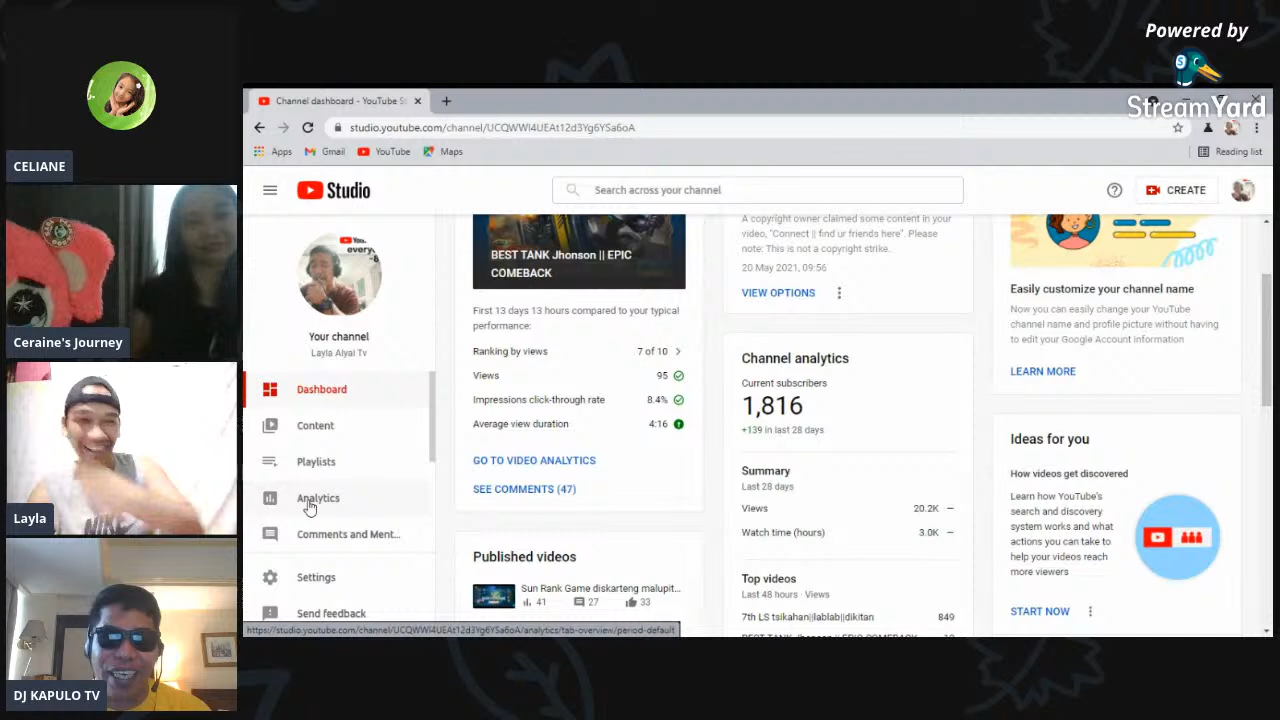 Powered by
StreamYard
CELIANE
Ceraine's Journey
Layla
DJ KAPULO TV
Channel dashboard - YouTube S
studio.youtube.com/channel/UCQWWI4UEAt12d3Yg6YSa6oA
Apps
Gmail
YouTube
Maps
Reading list
Studio
Search across your channel
CREATE
Your channel
Layla Alyai Tv
Dashboard
Content
Playlists
Analytics
Comments and Ment...
Settings
Send feedback
BEST TANK Jhonson || EPIC
COMEBACK
First 13 days 13 hours compared to your typical
performance:
Ranking by views 7 of 10
Views 95
Impressions click-through rate 8.4%
Average view duration 4:16
GO TO VIDEO ANALYTICS
SEE COMMENTS (47)
Published videos
Sun Rank Game diskarteng malupit...
41 27 33
A copyright owner claimed some content in your
video, "Connect || find ur friends here". Please
note: This is not a copyright strike.
20 May 2021, 09:56
VIEW OPTIONS
Channel analytics
Current subscribers
1,816
+139 in last 28 days
Summary
Last 28 days
Views 20.2K —
Watch time (hours) 3.0K —
Top videos
Last 48 hours · Views
7th LS tsikahan||lablab||dikitan 849
BEST TANK Jhonson || EPIC COMEBACK
Easily customize your channel name
Now you can easily change your YouTube
channel name and profile picture without having
to edit your Google Account information
LEARN MORE
Ideas for you
How videos get discovered
Learn how YouTube's
search and discovery
system works and what
actions you can take to
help your videos reach
more viewers
START NOW
https://studio.youtube.com/channel/UCQWWI4UEAt12d3Yg6YSa6oA/analytics/tab-overview/period-default